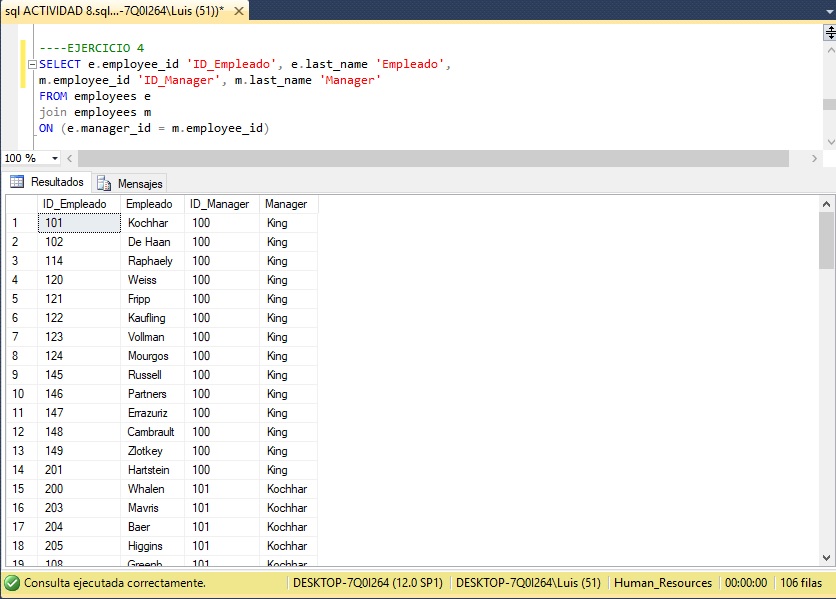 sql ACTIVIDAD 8.sql...-7Q0I264\Luis (51))* ×
----EJERCICIO 4
SELECT e.employee_id 'ID_Empleado', e.last_name 'Empleado',
m.employee_id 'ID_Manager', m.last_name 'Manager'
FROM employees e
join employees m
ON (e.manager_id = m.employee_id)
100 %
Resultados Mensajes
ID_Empleado Empleado ID_Manager Manager
1 101 Kochhar 100 King
2 102 De Haan 100 King
3 114 Raphaely 100 King
4 120 Weiss 100 King
5 121 Fripp 100 King
6 122 Kaufling 100 King
7 123 Vollman 100 King
8 124 Mourgos 100 King
9 145 Russell 100 King
10 146 Partners 100 King
11 147 Errazuriz 100 King
12 148 Cambrault 100 King
13 149 Zlotkey 100 King
14 201 Hartstein 100 King
15 200 Whalen 101 Kochhar
16 203 Mavris 101 Kochhar
17 204 Baer 101 Kochhar
18 205 Higgins 101 Kochhar
19 108 Greenb 101 Kochhar
Consulta ejecutada correctamente. DESKTOP-7Q0I264 (12.0 SP1) DESKTOP-7Q0I264\Luis (51) Human_Resources 00:00:00 106 filas